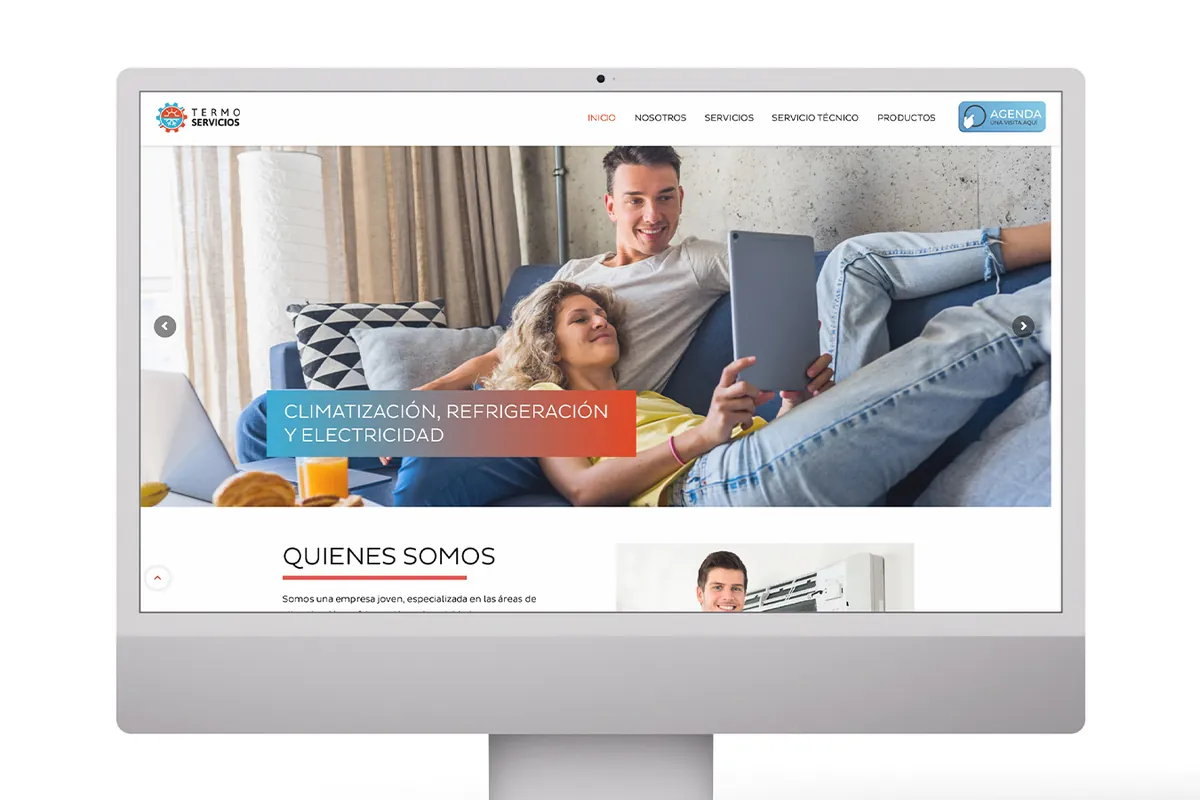 TERMO
SERVICIOS
INICIO
NOSOTROS
SERVICIOS
SERVICIO TÉCNICO
PRODUCTOS
AGENDA
UNA VISITA AQUÍ
CLIMATIZACIÓN, REFRIGERACIÓN
Y ELECTRICIDAD
QUIENES SOMOS
Somos una empresa joven, especializada en las áreas de